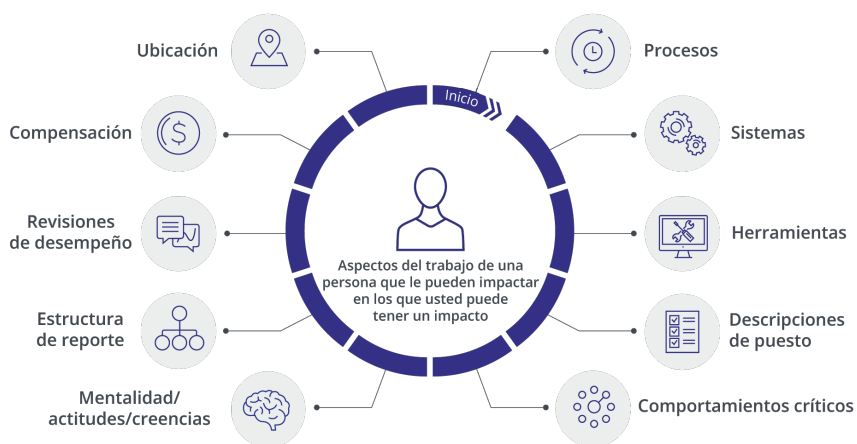 Inicio
Procesos
Sistemas
Herramientas
Descripciones
de puesto
Comportamientos críticos
Mentalidad/
actitudes/creencias
Estructura
de reporte
Revisiones
de desempeño
Compensación
Ubicación
Aspectos del trabajo de una
persona que le pueden impactar
en los que usted puede
tener un impacto